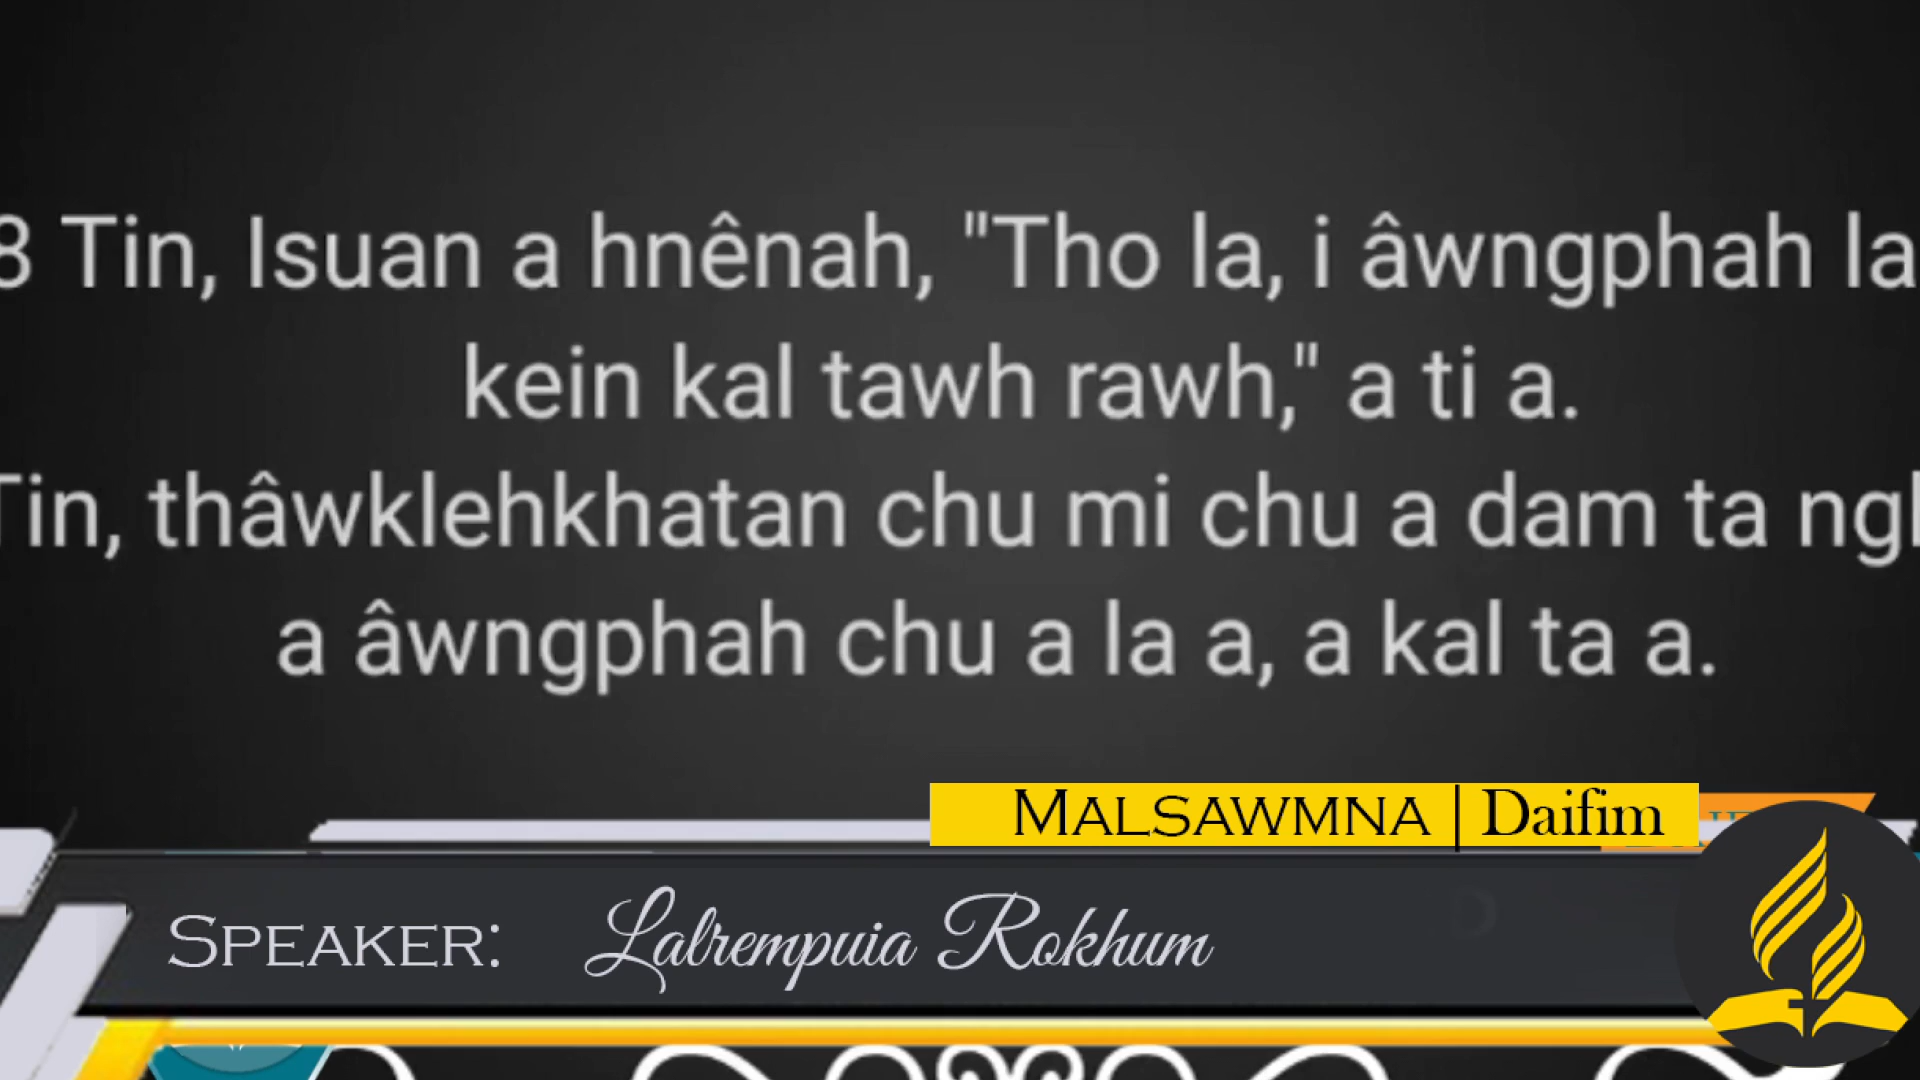 8 Tin, Isuan a hnênah, "Tho la, i âwngphah la
kein kal tawh rawh," a ti a.
Tin, thâwklehkhatan chu mi chu a dam ta
a âwngphah chu a la a, a kal ta a.
MALSAWMNA | Daifim
SPEAKER: Lalrempuia Rokhum